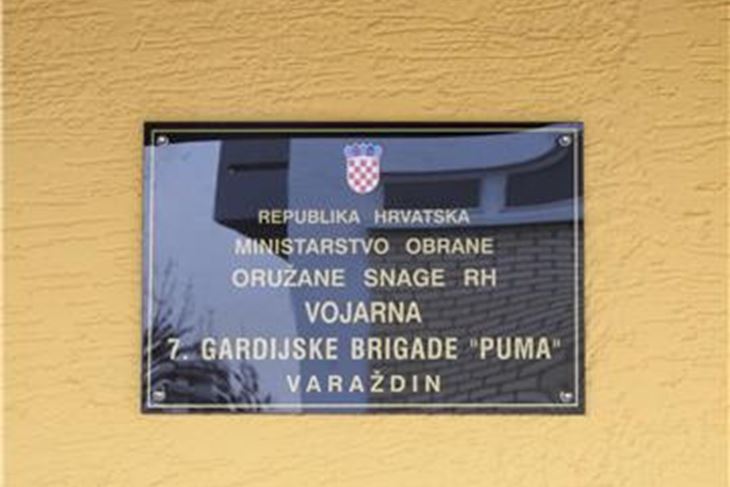 REPUBLIKA HRVATSKA
MINISTARSTVO OBRANE
ORUŽANE SNAGE RH
VOJARNA
7. GARDIJSKE BRIGADE "PUMA"
VARAŽDIN